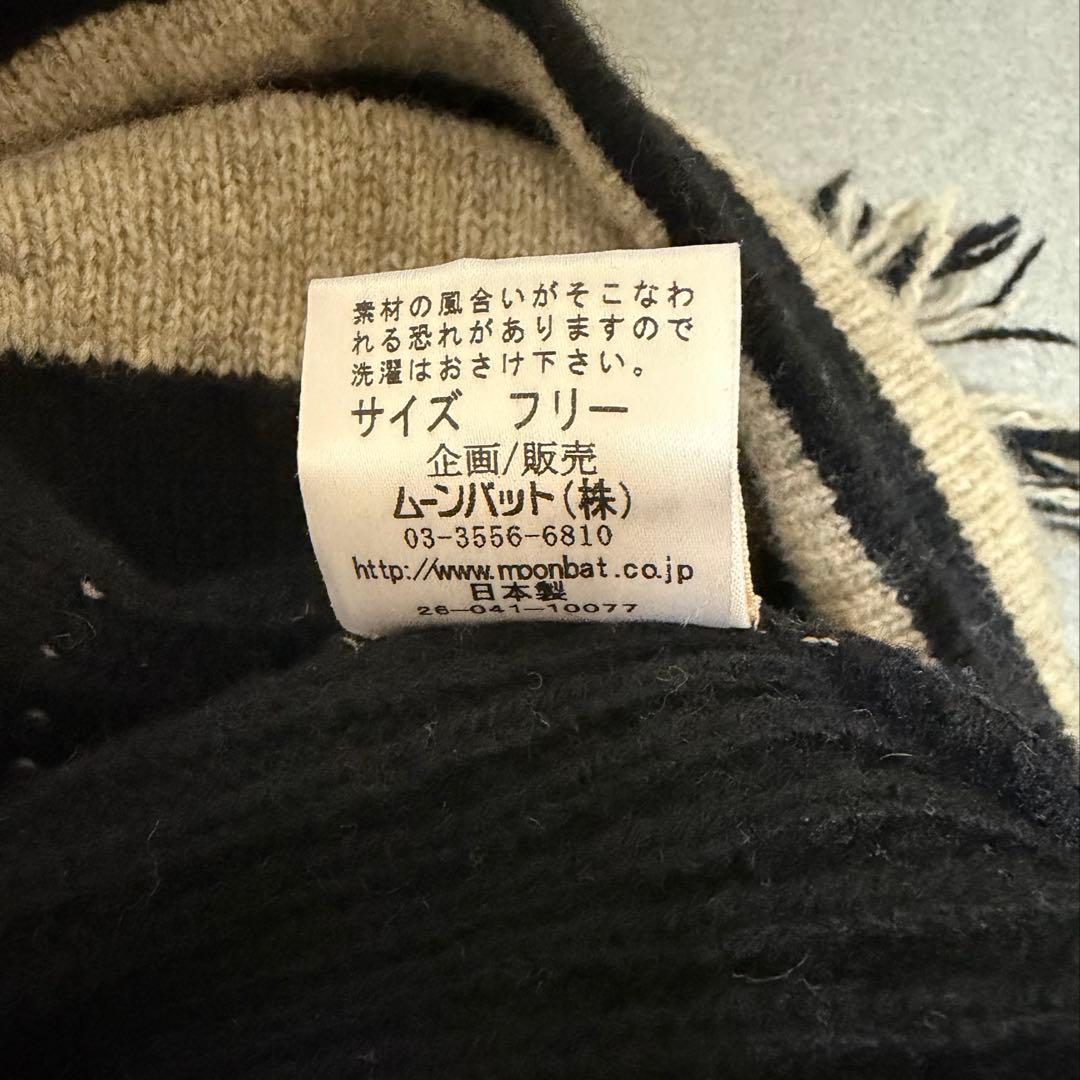 素材の風合いがそこなわ
れる恐れがありますので
洗濯はおさけ下さい。
サイズ フリー
企画/販売
ムーンバット(株)
03-3556-6810
http://www.moonbat.co.jp
日本製
26-041-10077